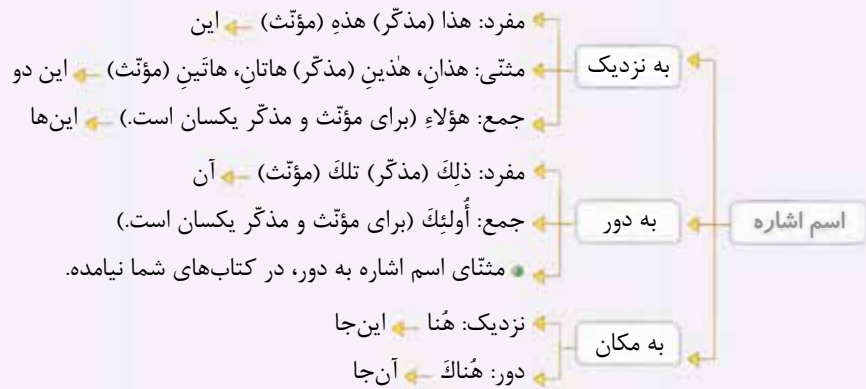 اسم اشاره
به نزدیک
مفرد: هذا (مذکّر) هذهِ (مؤنّث) این
مثنّی: هذانِ، هٰذینِ (مذکّر) هاتانِ، هاتَینِ (مؤنّث) این دو
جمع: هؤلاءِ (برای مؤنّث و مذکّر یکسان است.) این‌ها
به دور
مفرد: ذلِكَ (مذکّر) تلكَ (مؤنّث) آن
جمع: أُولئِكَ (برای مؤنّث و مذکّر یکسان است.)
مثنّای اسم اشاره به دور، در کتاب‌های شما نیامده.
به مکان
نزدیک: هُنا این‌جا
دور: هُناكَ آن‌جا